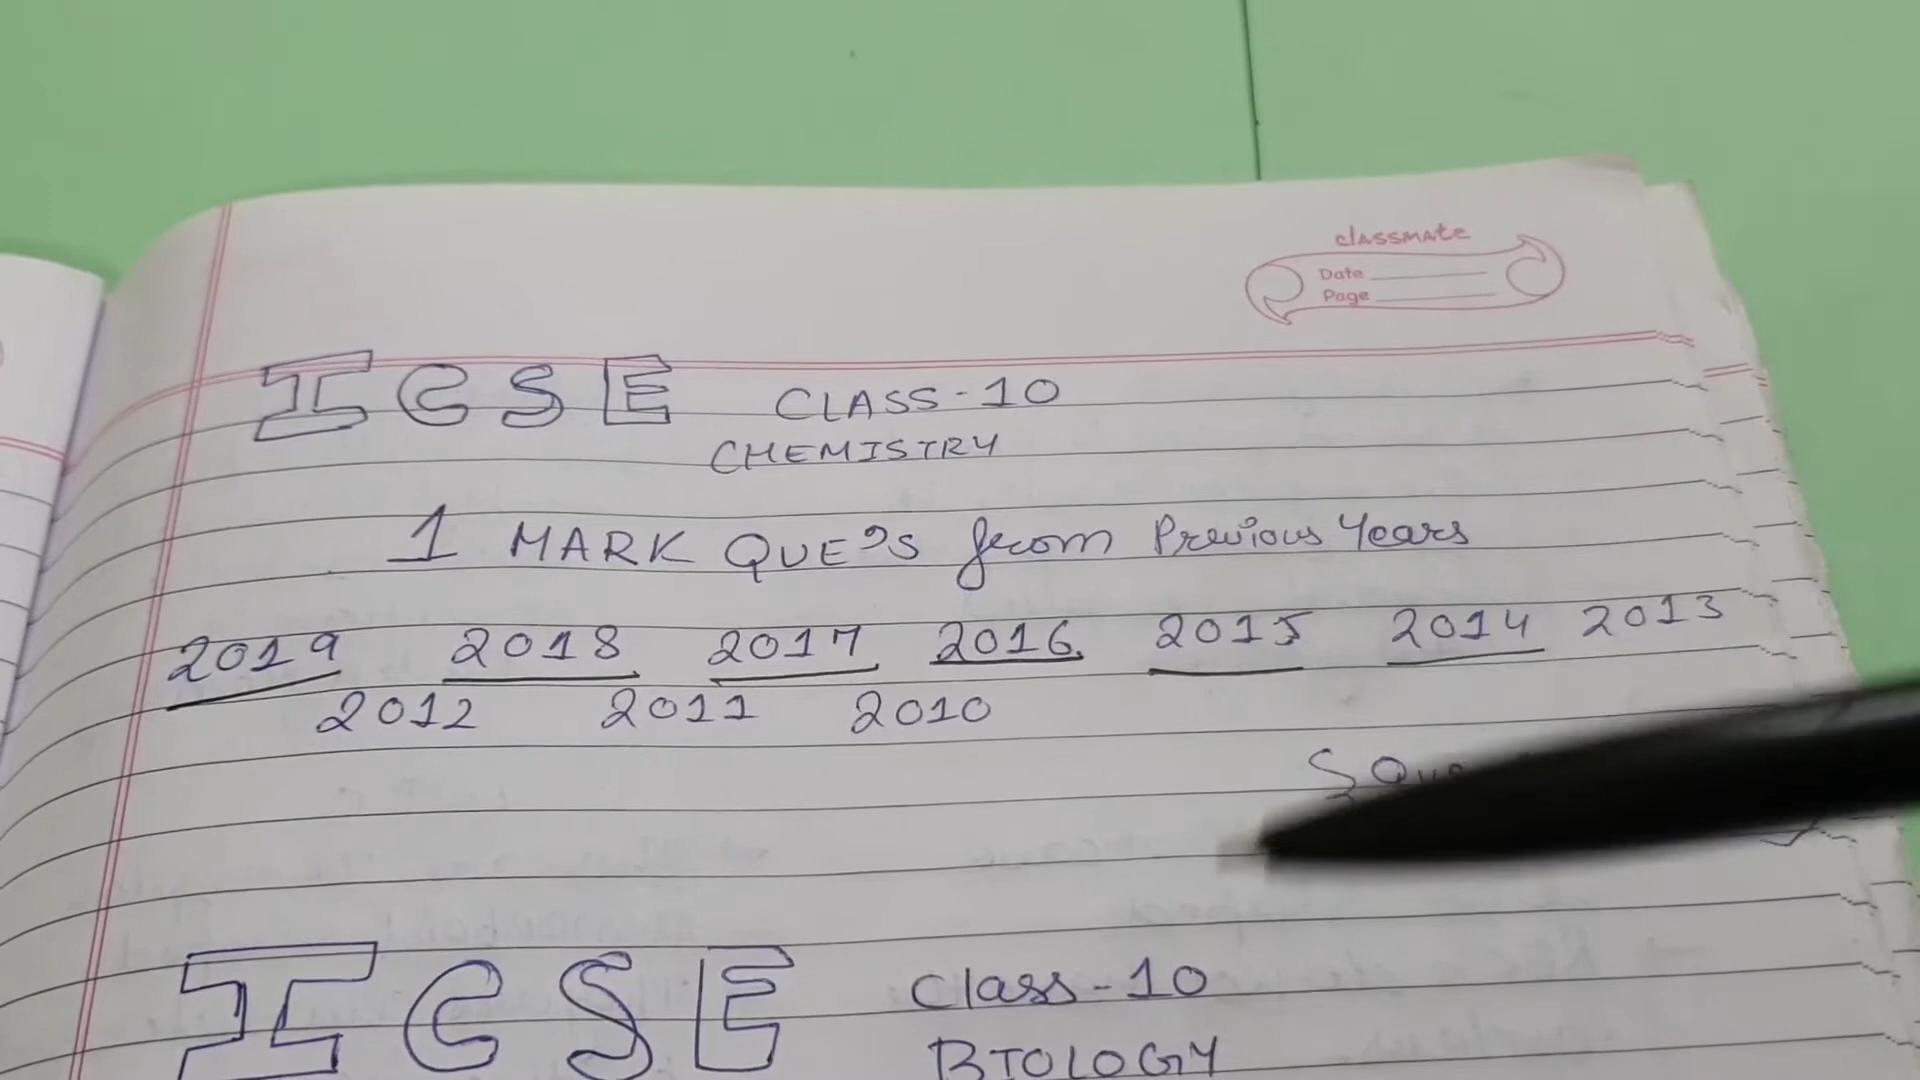 classmate
Date
Page
ICSE CLASS-10
CHEMISTRY
1 MARK QUE's from Previous Years
2019 2018 2017 2016 2015 2014 2013
2012 2011 2010
ICSE Class-10
BIOLOGY